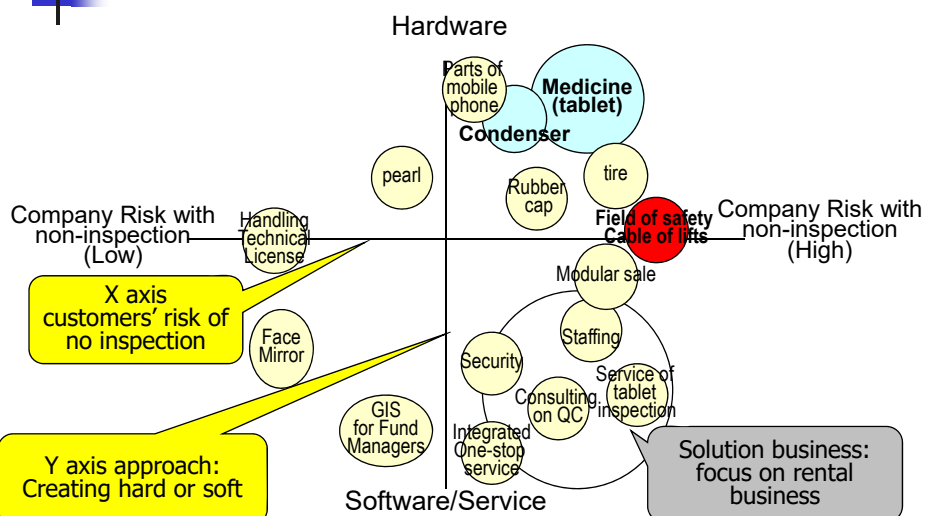 Hardware
Parts of
mobile
phone
Medicine
(tablet)
Condenser
pearl
Rubber
cap
tire
Company Risk with
non-inspection
(Low)
Handling
Technical
License
Field of safety
Cable of lifts
Company Risk with
non-inspection
(High)
Modular sale
X axis
customers’ risk of
no inspection
Face
Mirror
Staffing
Security
Service of
tablet
inspection
Consulting
on QC
GIS
for Fund
Managers
Integrated
One-stop
service
Y axis approach:
Creating hard or soft
Solution business:
focus on rental
business
Software/Service